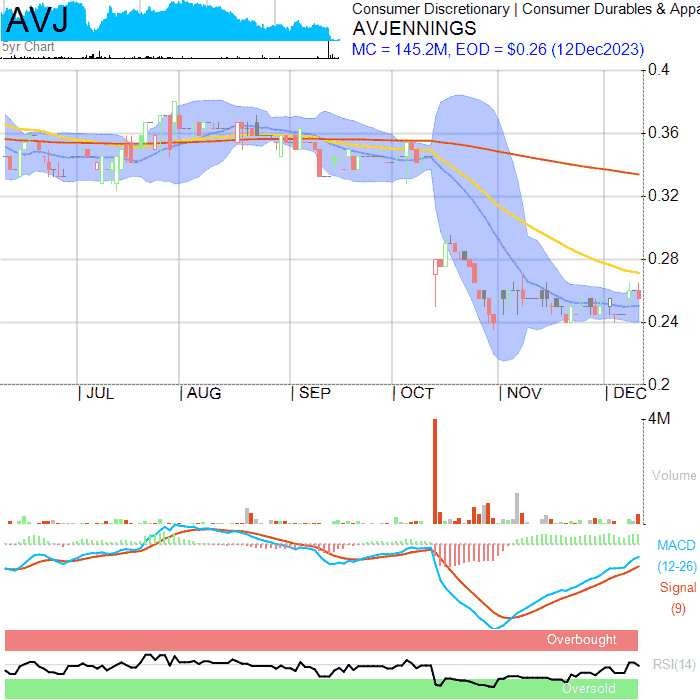 AVJ
5yr Chart
Consumer Discretionary | Consumer Durables & Appa
AVJENNINGS
MC = 145.2M, EOD = $0.26 (12Dec2023)
0.4
0.36
0.32
0.28
0.24
0.2
JUL
AUG
SEP
OCT
NOV
DEC
4M
Volume
MACD
(12-26)
Signal
(9)
Overbought
RSI(14)
Oversold